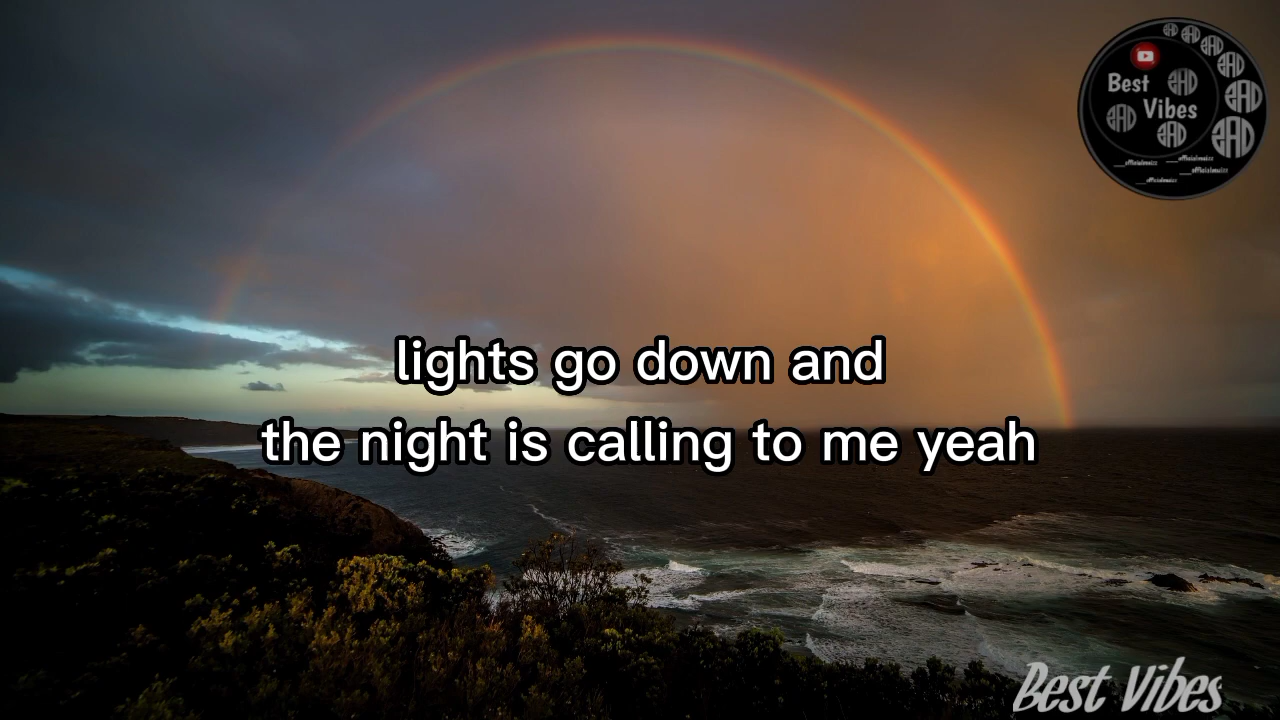 Best
Vibes
lights go down and
the night is calling to me yeah
Best Vibes